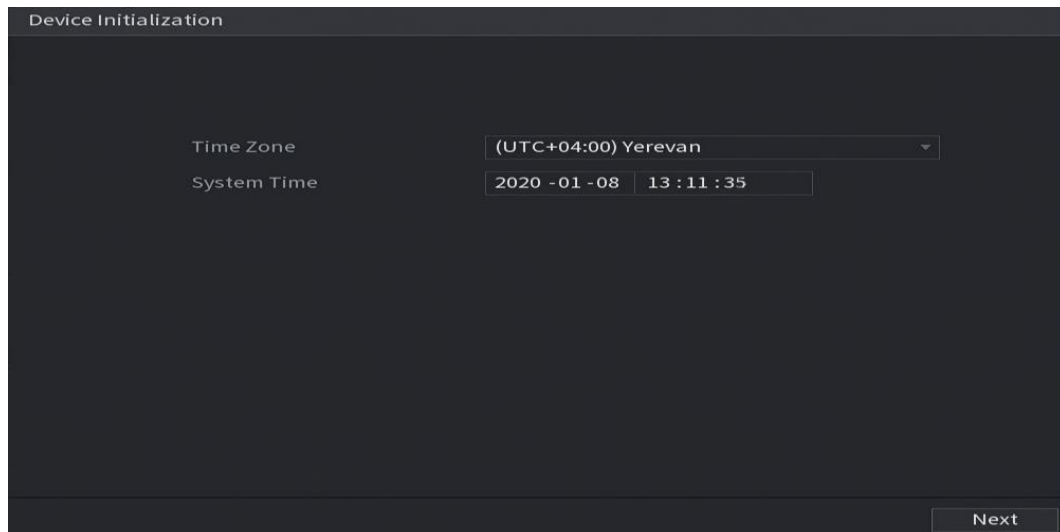 Device Initialization
Time Zone (UTC+04:00) Yerevan
System Time 2020 -01 -08 13 : 11 : 35
Next